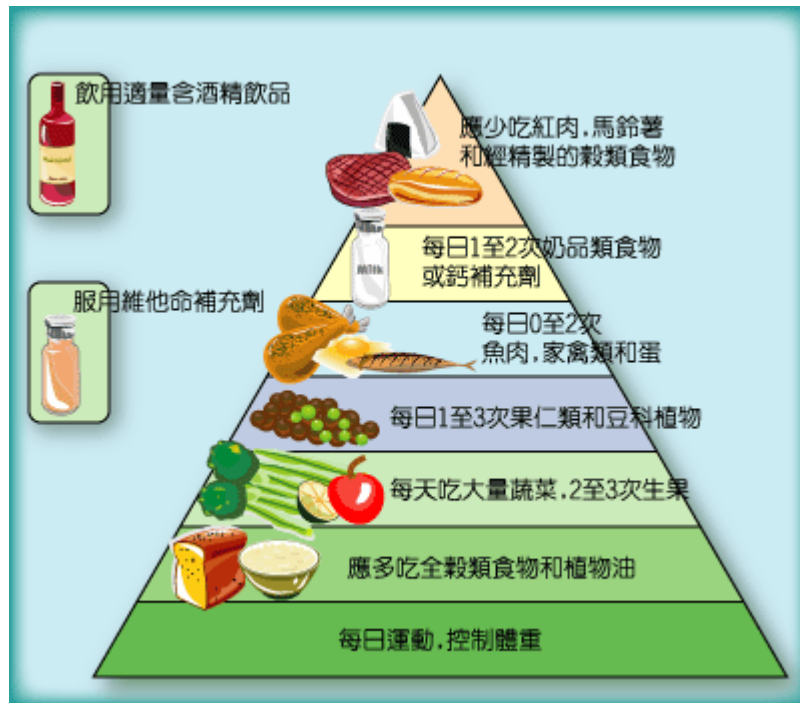 飲用適量含酒精飲品
應少吃紅肉.馬鈴薯
和經精製的穀類食物
每日1至2次奶品類食物
或鈣補充劑
服用維他命補充劑
每日0至2次
魚肉.家禽類和蛋
每日1至3次果仁類和豆科植物
每天吃大量蔬菜.2至3次生果
應多吃全穀類食物和植物油
每日運動.控制體重